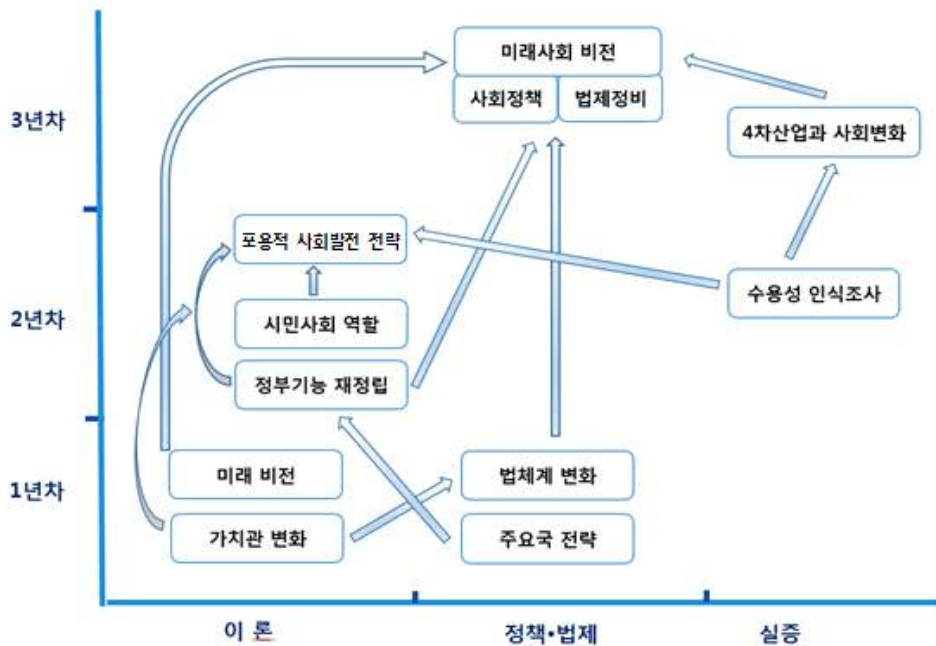 미래사회 비전
사회정책 법제정비
3년차
4차산업과 사회변화
포용적 사회발전 전략
수용성 인식조사
2년차
시민사회 역할
정부기능 재정립
미래 비전
법체계 변화
1년차
가치관 변화
주요국 전략
이 론
정책•법제
실증